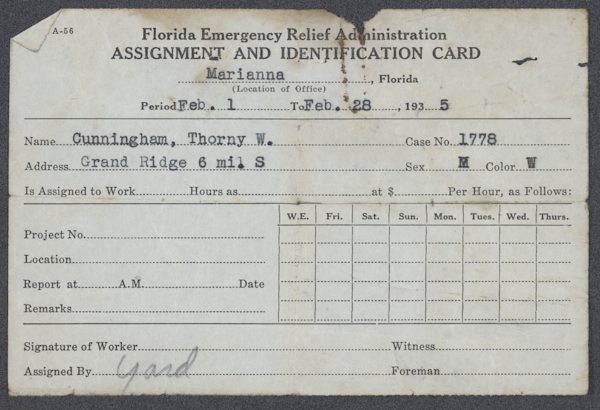 A-56
Florida Emergency Relief Administration
ASSIGNMENT AND IDENTIFICATION CARD
Marianna, Florida
(Location of Office)
Period Feb. 1 To Feb. 28, 193 5
Name Cunningham, Thorny W. Case No. 1778
Address Grand Ridge 6 mil S Sex M Color W
Is Assigned to Work Hours as at $ Per Hour, as Follows:
W.E. Fri. Sat. Sun. Mon. Tues. Wed. Thurs.
Project No.
Location
Report at A.M. Date
Remarks
Signature of Worker Witness
Assigned By Yard Foreman